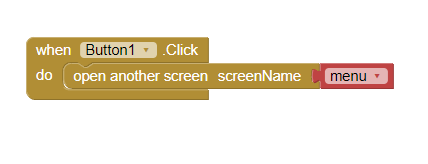 when Button1 .Click
do open another screen screenName menu